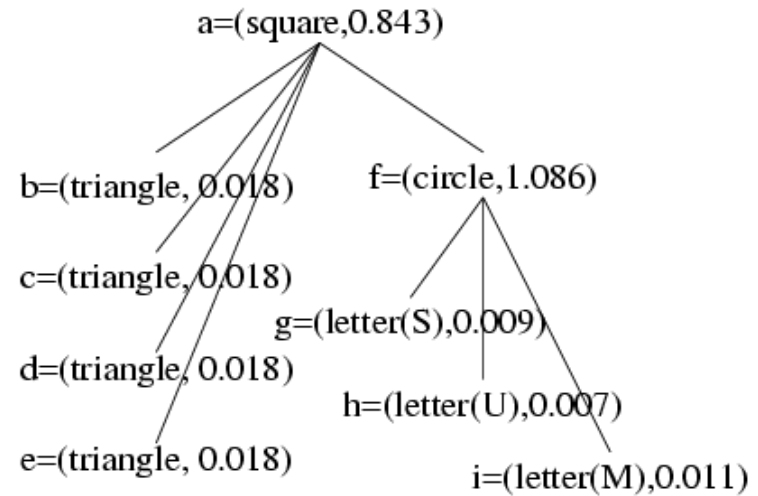 a=(square,0.843)
b=(triangle, 0.018)
f=(circle,1.086)
c=(triangle, 0.018)
g=(letter(S),0.009)
d=(triangle, 0.018)
h=(letter(U),0.007)
e=(triangle, 0.018)
i=(letter(M),0.011)